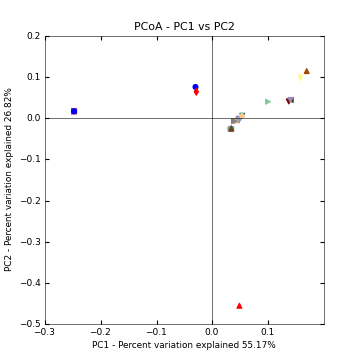 PCoA - PC1 vs PC2
0.2
0.1
0.0
−0.1
−0.2
−0.3
−0.4
−0.5
PC2 - Percent variation explained 26.82%
−0.3 −0.2 −0.1 0.0 0.1
PC1 - Percent variation explained 55.17%